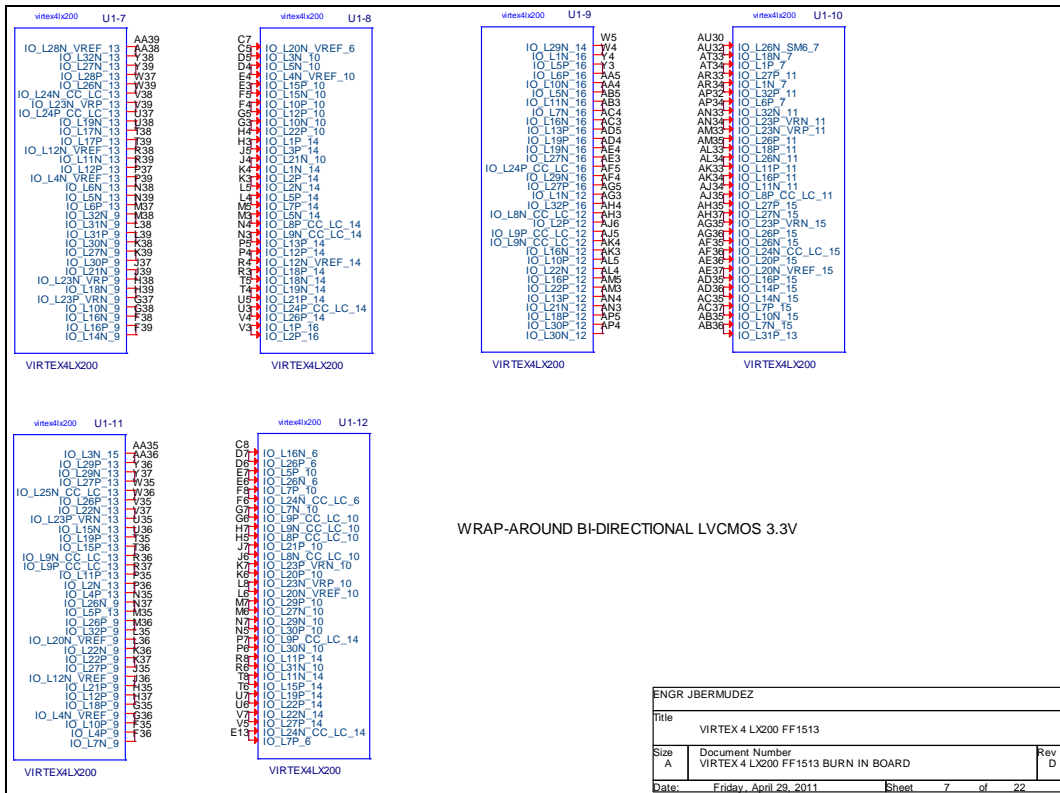 virtex4lx200 U1-7
AA39
IO_L28N_VREF_13 AA38
IO_L32N_13 Y38
IO_L27N_13 Y39
IO_L28P_13 W37
IO_L26N_13 W39
IO_L24N_CC_LC_13 V38
IO_L23N_VRP_13 V39
IO_L24P_CC_LC_13 U37
IO_L19N_13 U38
IO_L17N_13 T38
IO_L17P_13 T39
IO_L12N_VREF_13 R38
IO_L11N_13 R39
IO_L12P_13 P37
IO_L4N_VREF_13 P39
IO_L6N_13 N38
IO_L5N_13 N39
IO_L6P_13 M37
IO_L32N_9 M38
IO_L31N_9 L38
IO_L31P_9 L39
IO_L30N_9 K38
IO_L27N_9 K39
IO_L30P_9 J37
IO_L21N_9 J39
IO_L23N_VRP_9 H38
IO_L18N_9 H39
IO_L23P_VRN_9 G37
IO_L10N_9 G38
IO_L16N_9 F38
IO_L16P_9 F39
IO_L14N_9
VIRTEX4LX200
virtex4lx200 U1-8
C7
C5 IO_L20N_VREF_6
D5 IO_L3N_10
D4 IO_L5N_10
E4 IO_L4N_VREF_10
E3 IO_L15P_10
F5 IO_L15N_10
F4 IO_L10P_10
G5 IO_L12P_10
G3 IO_L10N_10
H4 IO_L22P_10
H3 IO_L1P_14
J5 IO_L3P_14
J4 IO_L21N_10
K4 IO_L1N_14
K3 IO_L2P_14
L5 IO_L2N_14
L4 IO_L5P_14
M5 IO_L7P_14
M3 IO_L5N_14
N4 IO_L8P_CC_LC_14
N3 IO_L9N_CC_LC_14
P5 IO_L13P_14
P4 IO_L12P_14
R4 IO_L12N_VREF_14
R3 IO_L18P_14
T5 IO_L18N_14
T4 IO_L19N_14
U5 IO_L21P_14
U3 IO_L24P_CC_LC_14
V4 IO_L26P_14
V3 IO_L1P_16
IO_L2P_16
VIRTEX4LX200
virtex4lx200 U1-9
W5
IO_L29N_14 W4
IO_L1N_16 Y4
IO_L5P_16 Y3
IO_L6P_16 AA5
IO_L10N_16 AA4
IO_L5N_16 AB5
IO_L11N_16 AB3
IO_L7N_16 AC4
IO_L16N_16 AC3
IO_L13P_16 AD5
IO_L19P_16 AD4
IO_L19N_16 AE4
IO_L27N_16 AE3
IO_L24P_CC_LC_16 AF5
IO_L29N_16 AF4
IO_L27P_16 AG5
IO_L1N_12 AG3
IO_L32P_16 AH4
IO_L8N_CC_LC_12 AH3
IO_L2P_12 AJ6
IO_L9P_CC_LC_12 AJ5
IO_L9N_CC_LC_12 AK4
IO_L16N_12 AK3
IO_L10P_12 AL5
IO_L22N_12 AL4
IO_L16P_12 AM5
IO_L22P_12 AM3
IO_L13P_12 AN4
IO_L21N_12 AN3
IO_L18P_12 AP5
IO_L30P_12 AP4
IO_L30N_12
VIRTEX4LX200
virtex4lx200 U1-10
AU30
AU32 IO_L26N_SM6_7
AT33 IO_L18N_7
AT34 IO_L1P_7
AR33 IO_L27P_11
AR34 IO_L1N_7
AP32 IO_L32P_11
AP34 IO_L6P_7
AN33 IO_L32N_11
AN34 IO_L23P_VRN_11
AM33 IO_L23N_VRP_11
AM35 IO_L26P_11
AL33 IO_L18P_11
AL34 IO_L26N_11
AK33 IO_L11P_11
AK34 IO_L16P_11
AJ34 IO_L11N_11
AJ35 IO_L8P_CC_LC_11
AH35 IO_L27P_15
AH37 IO_L27N_15
AG35 IO_L23P_VRN_15
AG36 IO_L26P_15
AF35 IO_L26N_15
AF36 IO_L24N_CC_LC_15
AE36 IO_L20P_15
AE37 IO_L20N_VREF_15
AD35 IO_L16P_15
AD36 IO_L14P_15
AC35 IO_L14N_15
AC37 IO_L7P_15
AB35 IO_L10N_15
AB36 IO_L7N_15
IO_L31P_13
VIRTEX4LX200
virtex4lx200 U1-11
AA35
IO_L3N_15 AA36
IO_L29P_13 Y36
IO_L29N_13 Y37
IO_L27P_13 W35
IO_L25N_CC_LC_13 W36
IO_L26P_13 V35
IO_L22N_13 V37
IO_L23P_VRN_13 U35
IO_L15N_13 U36
IO_L19P_13 T35
IO_L15P_13 T36
IO_L9N_CC_LC_13 R36
IO_L9P_CC_LC_13 R37
IO_L11P_13 P35
IO_L2N_13 P36
IO_L4P_13 N35
IO_L26N_9 N37
IO_L5P_13 M35
IO_L26P_9 M36
IO_L32P_9 L35
IO_L20N_VREF_9 L36
IO_L22N_9 K36
IO_L22P_9 K37
IO_L27P_9 J35
IO_L12N_VREF_9 J36
IO_L21P_9 H35
IO_L12P_9 H37
IO_L18P_9 G35
IO_L4N_VREF_9 G36
IO_L10P_9 F35
IO_L4P_9 F36
IO_L7N_9
VIRTEX4LX200
virtex4lx200 U1-12
C8
D7 IO_L16N_6
D6 IO_L26P_6
E7 IO_L5P_10
E6 IO_L26N_6
F8 IO_L7P_10
F6 IO_L24N_CC_LC_6
G7 IO_L7N_10
G6 IO_L9P_CC_LC_10
H7 IO_L9N_CC_LC_10
H5 IO_L8P_CC_LC_10
J7 IO_L21P_10
J6 IO_L8N_CC_LC_10
K7 IO_L23P_VRN_10
K6 IO_L20P_10
L8 IO_L23N_VRP_10
L6 IO_L20N_VREF_10
M7 IO_L29P_10
M6 IO_L27N_10
N7 IO_L29N_10
N5 IO_L30P_10
P7 IO_L9P_CC_LC_14
P6 IO_L30N_10
R8 IO_L11P_14
R6 IO_L31N_10
T8 IO_L11N_14
T6 IO_L15P_14
U7 IO_L19P_14
U6 IO_L22P_14
V7 IO_L22N_14
V5 IO_L27P_14
E13 IO_L24N_CC_LC_14
IO_L7P_6
VIRTEX4LX200
WRAP-AROUND BI-DIRECTIONAL LVCMOS 3.3V
ENGR JBERMUDEZ
Title
VIRTEX 4 LX200 FF1513
Size Document Number Rev
A VIRTEX 4 LX200 FF1513 BURN IN BOARD D
Date: Friday, April 29, 2011 Sheet 7 of 22